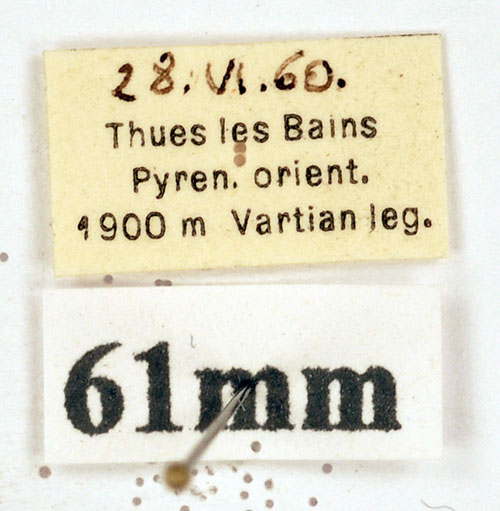 28.VI.60.
Thues les Bains
Pyren. orient.
1900 m Vartian leg.
61mm